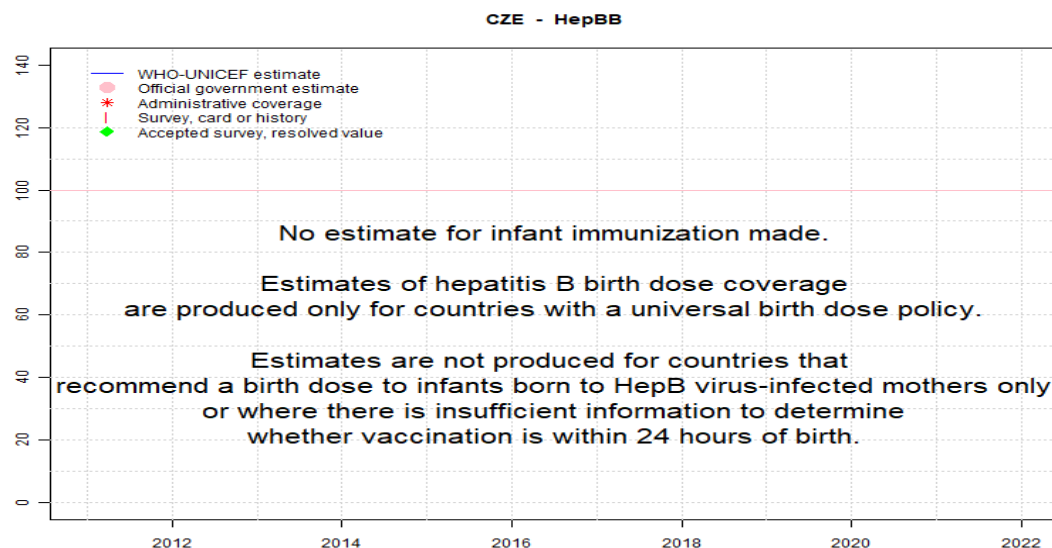 CZE - HepBB
140
120
100
80
60
40
20
0
WHO-UNICEF estimate
Official government estimate
Administrative coverage
Survey, card or history
Accepted survey, resolved value
No estimate for infant immunization made.
Estimates of hepatitis B birth dose coverage
are produced only for countries with a universal birth dose policy.
Estimates are not produced for countries that
recommend a birth dose to infants born to HepB virus-infected mothers only
or where there is insufficient information to determine
whether vaccination is within 24 hours of birth.
2012 2014 2016 2018 2020 2022